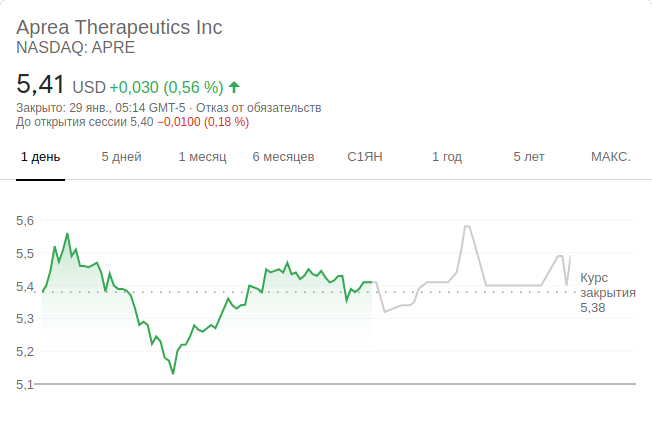 Aprea Therapeutics Inc
NASDAQ: APRE
5,41 USD +0,030 (0,56 %)
Закрыто: 29 янв., 05:14 GMT-5 · Отказ от обязательств
До открытия сессии 5,40 −0,0100 (0,18 %)
1 день 5 дней 1 месяц 6 месяцев С1ЯН 1 год 5 лет МАКС.
5,6
5,5
5,4
5,3
5,2
5,1
Курс
закрытия
5,38